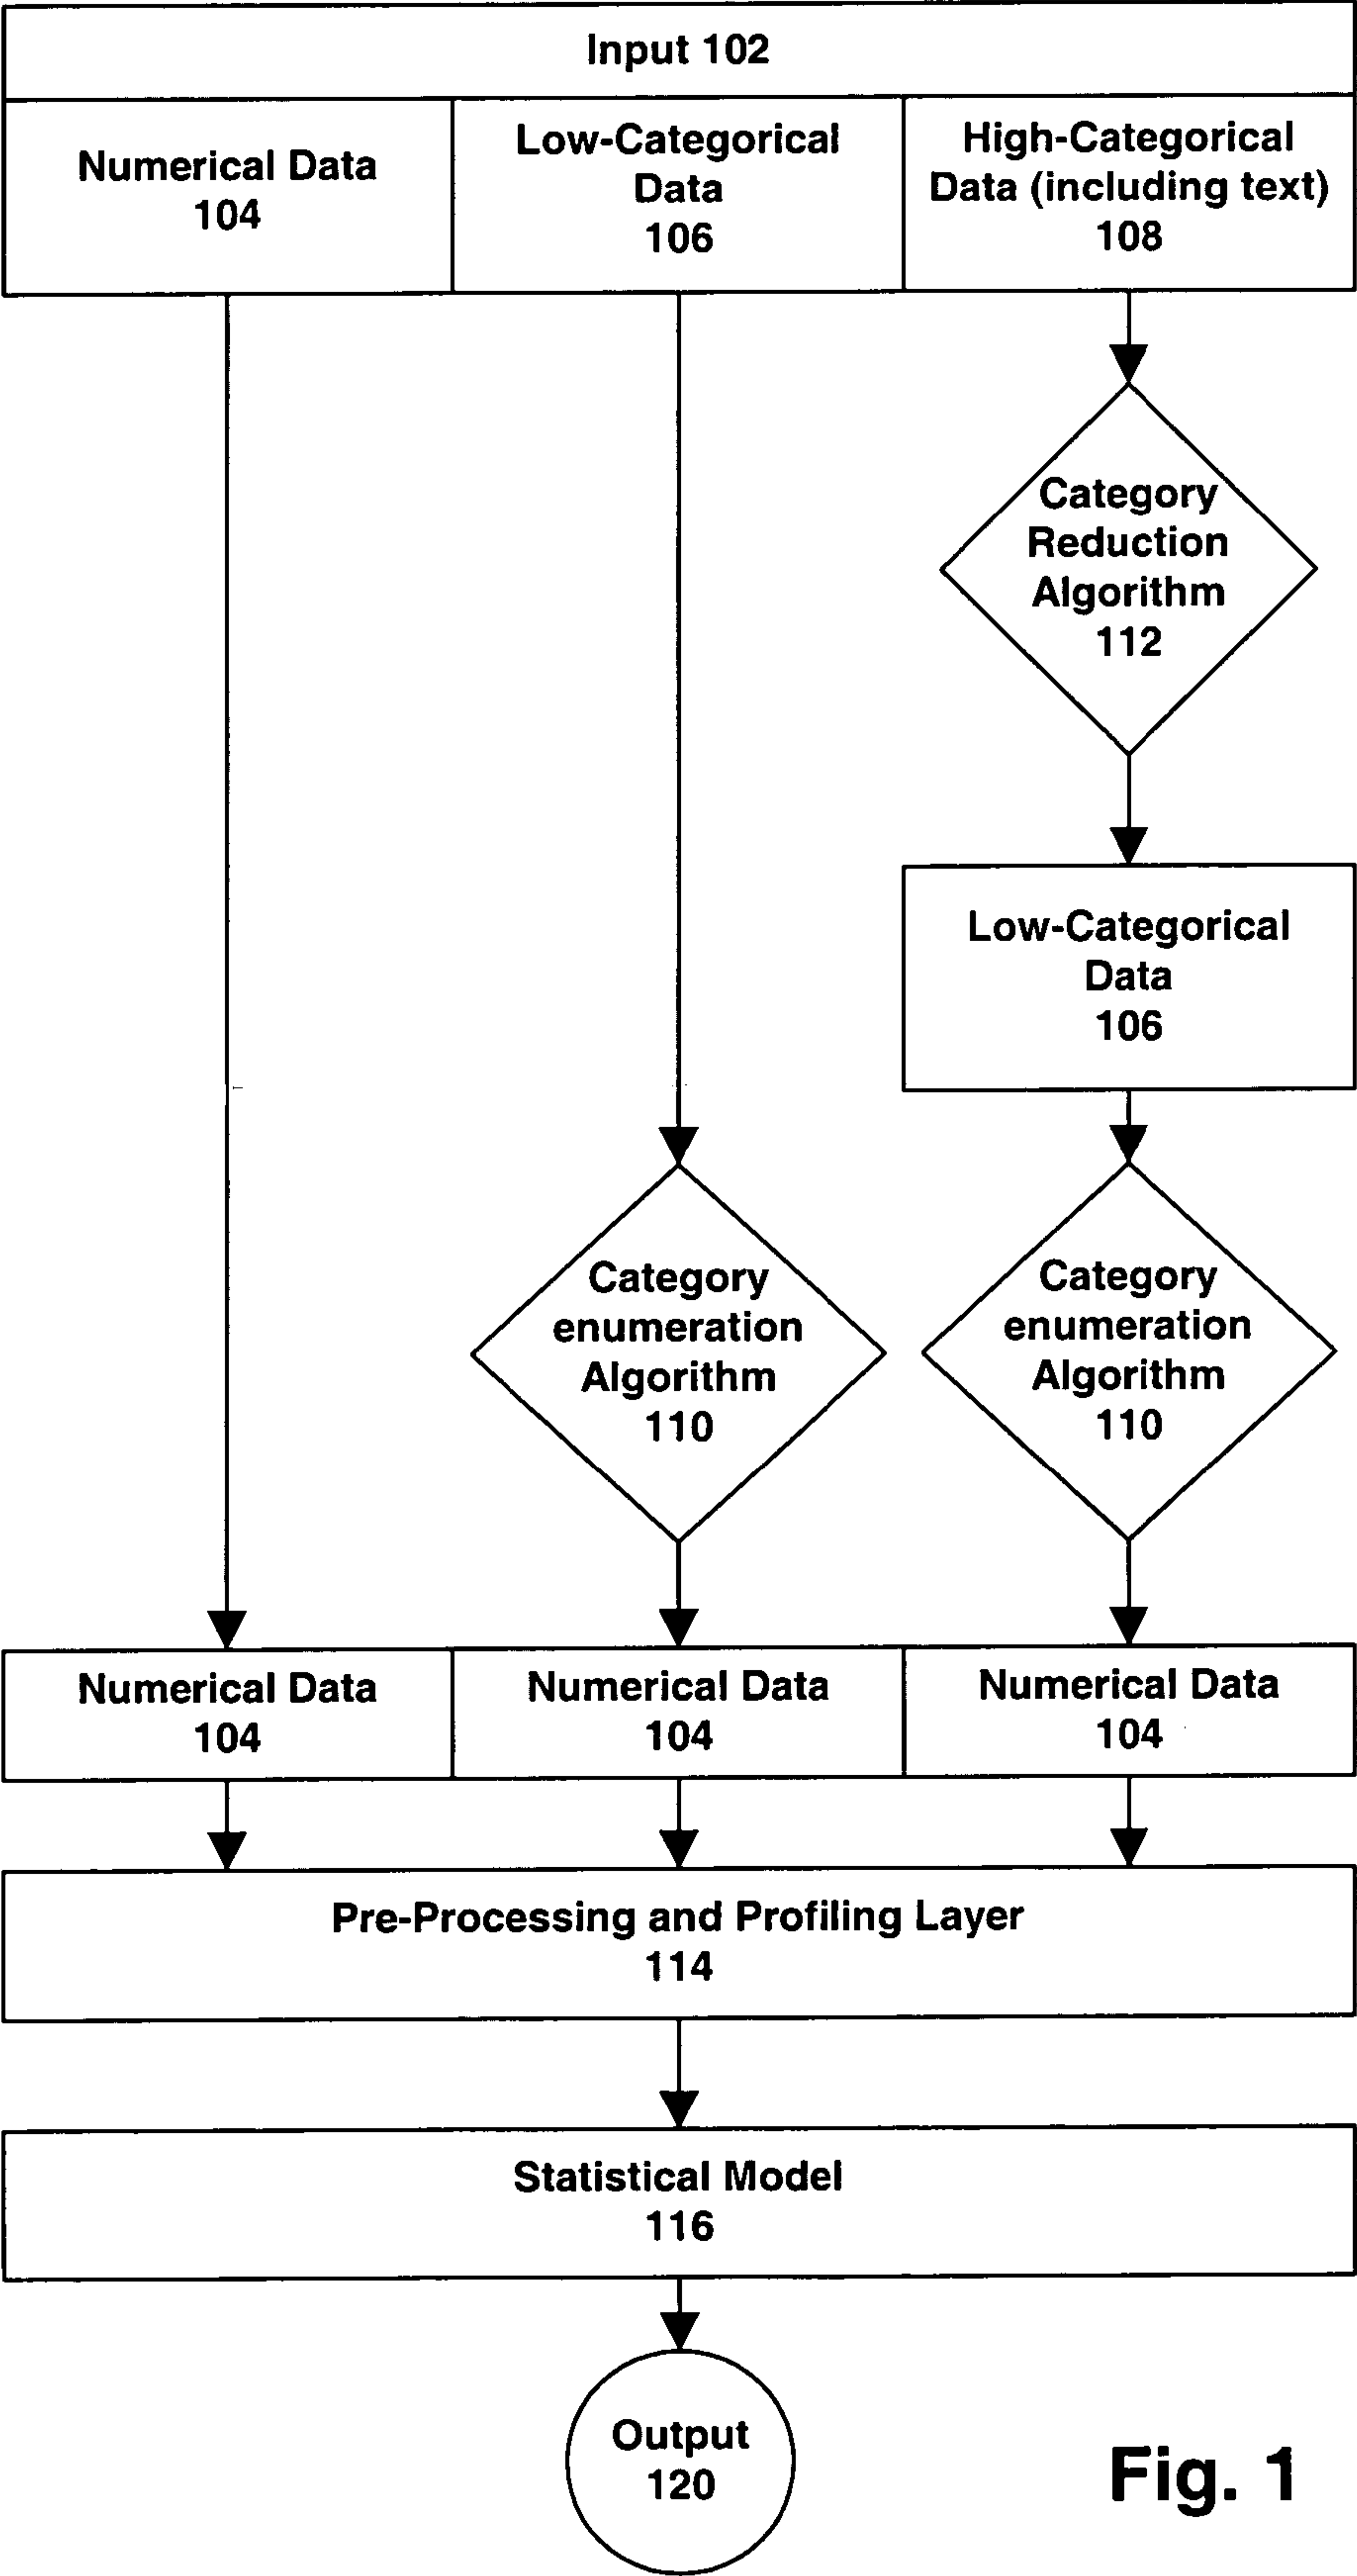 Input 102
Numerical Data
104
Low-Categorical
Data
106
High-Categorical
Data (including text)
108
Category
Reduction
Algorithm
112
Low-Categorical
Data
106
Category
enumeration
Algorithm
110
Category
enumeration
Algorithm
110
Numerical Data
104
Numerical Data
104
Numerical Data
104
Pre-Processing and Profiling Layer
114
Statistical Model
116
Output
120
Fig. 1